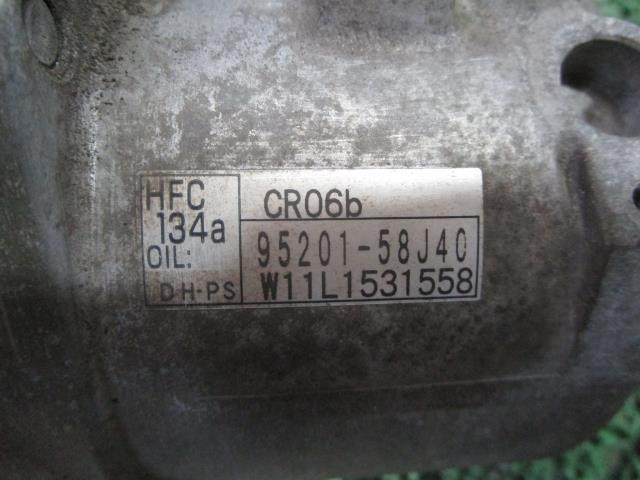 HFC
134a
OIL:
DH-PS
CR06b
95201-58J40
W11L1531558